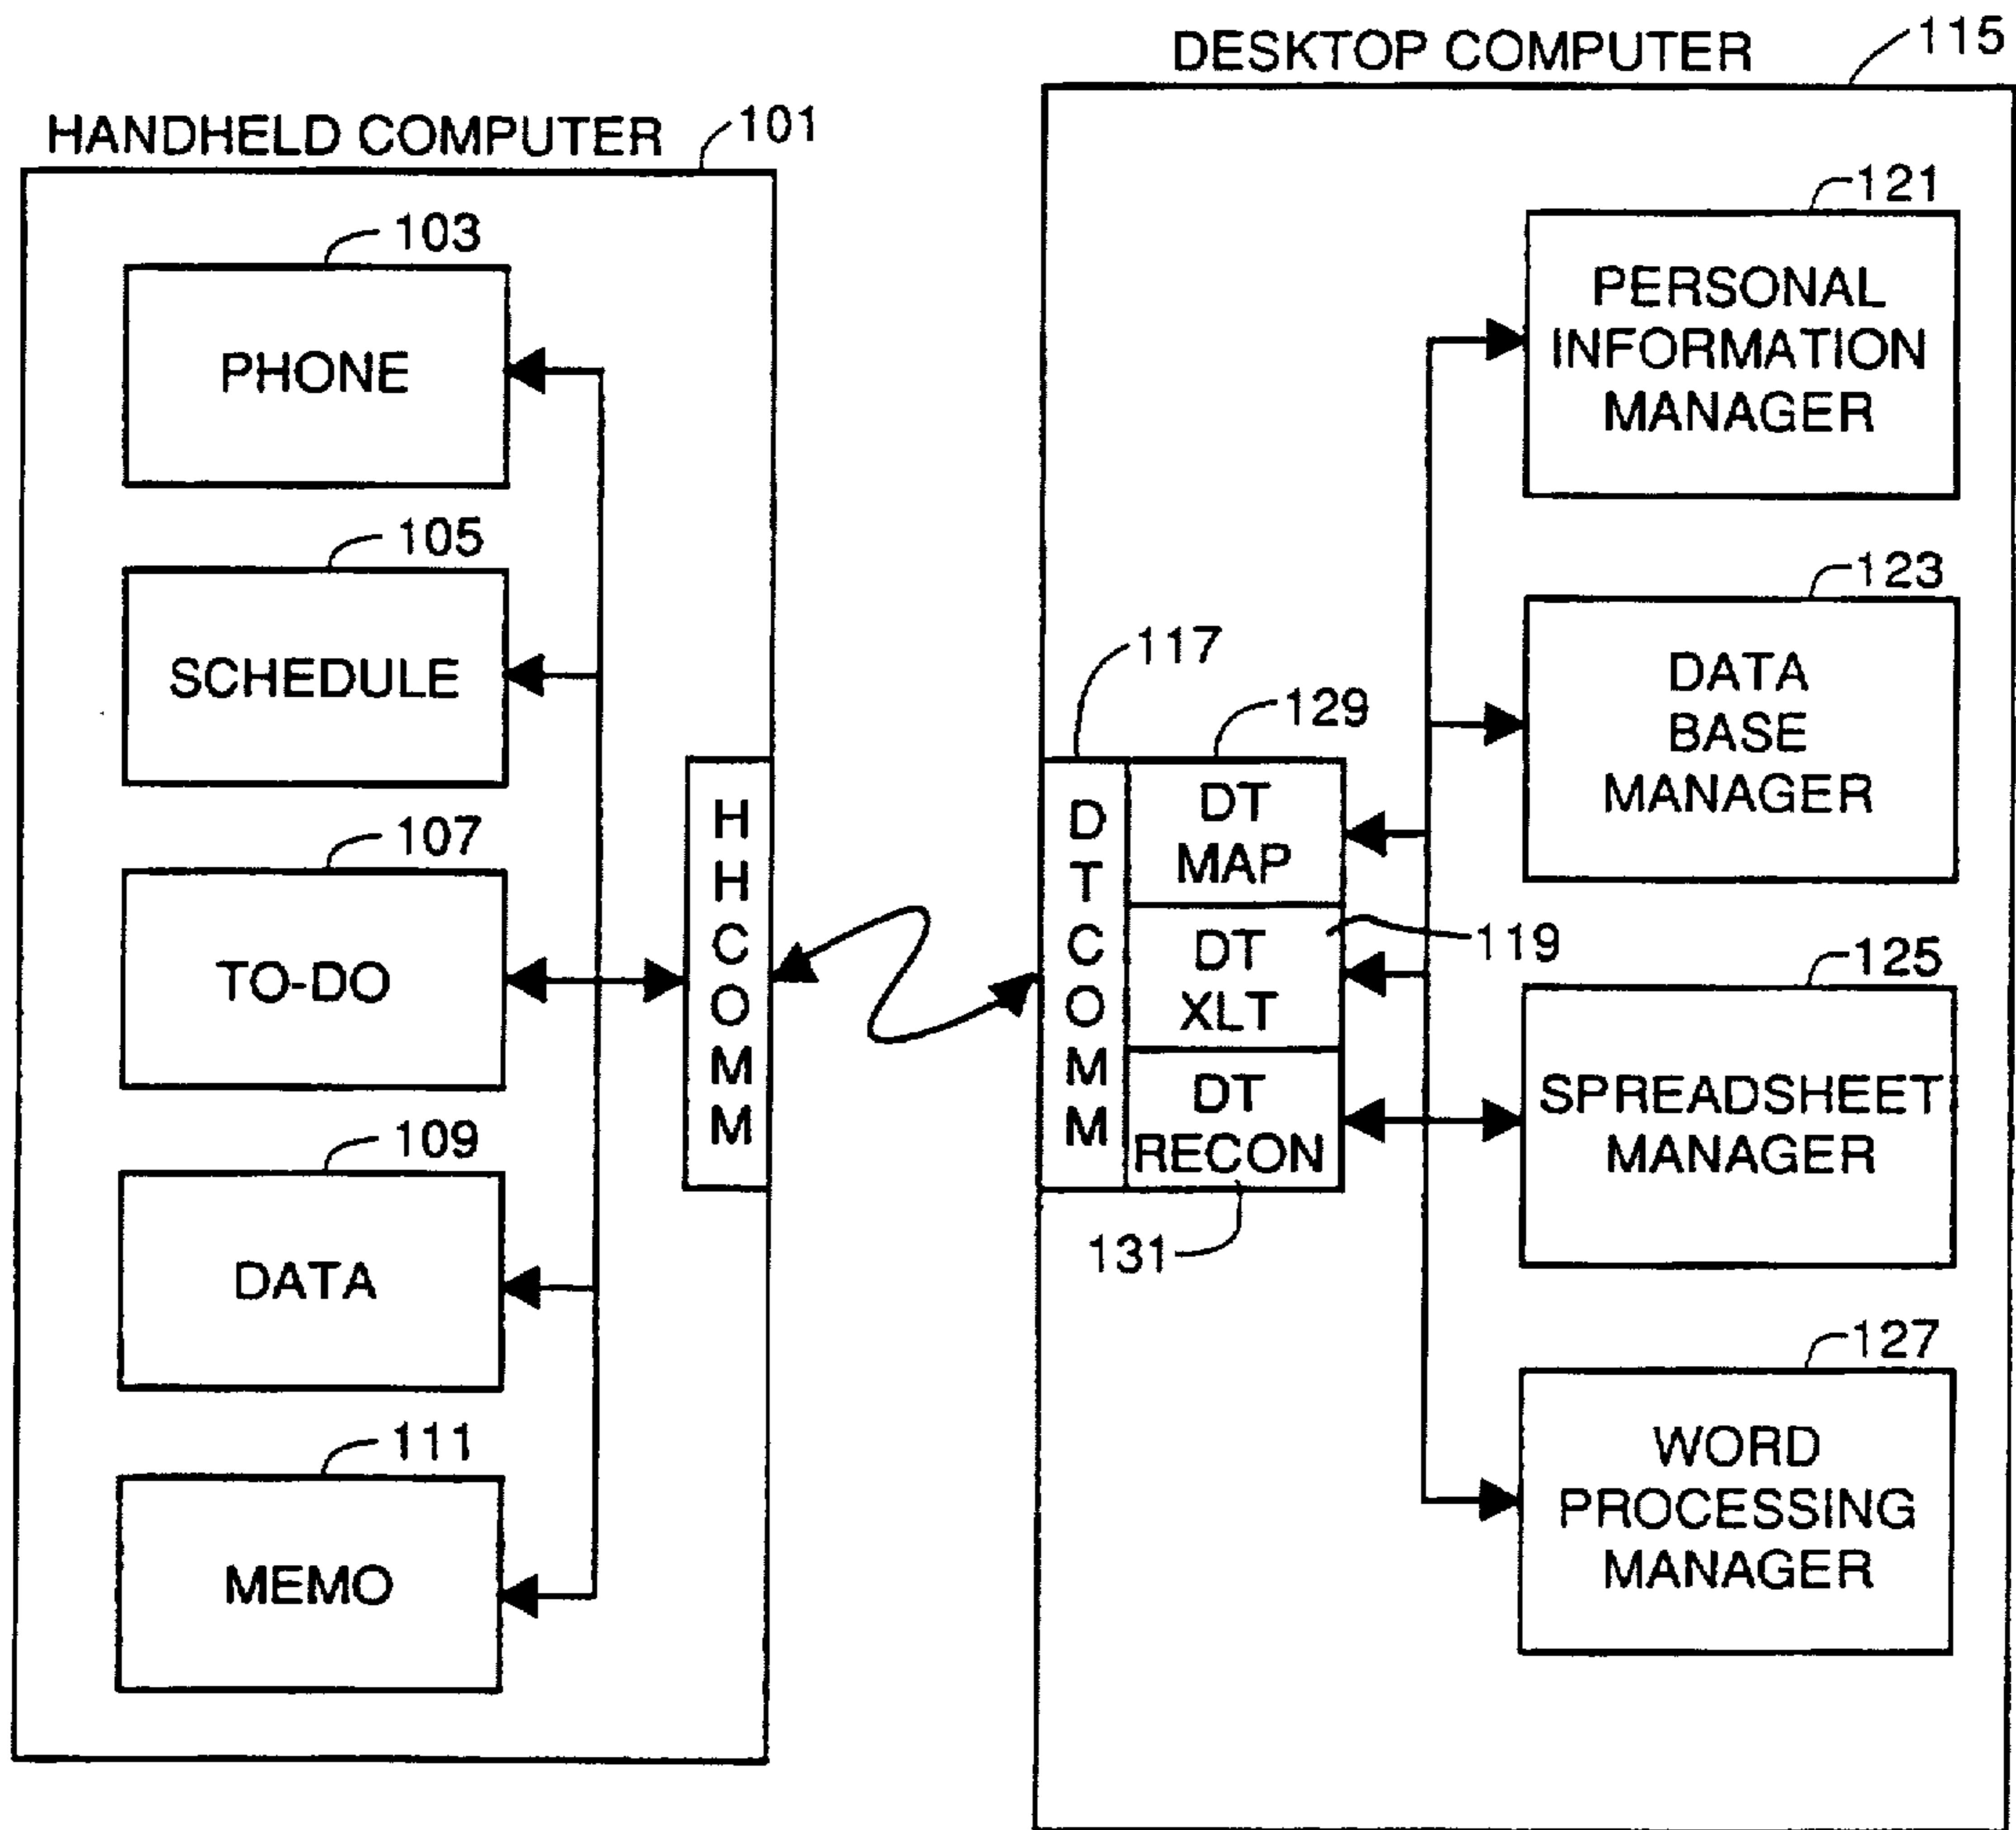 DESKTOP COMPUTER
115
HANDHELD COMPUTER
101
103
PHONE
105
SCHEDULE
107
TO-DO
109
DATA
111
MEMO
HHCOMM
117
DTCOMM
129
DT
MAP
119
DT
XLT
DT
RECON
131
121
PERSONAL
INFORMATION
MANAGER
123
DATA
BASE
MANAGER
125
SPREADSHEET
MANAGER
127
WORD
PROCESSING
MANAGER